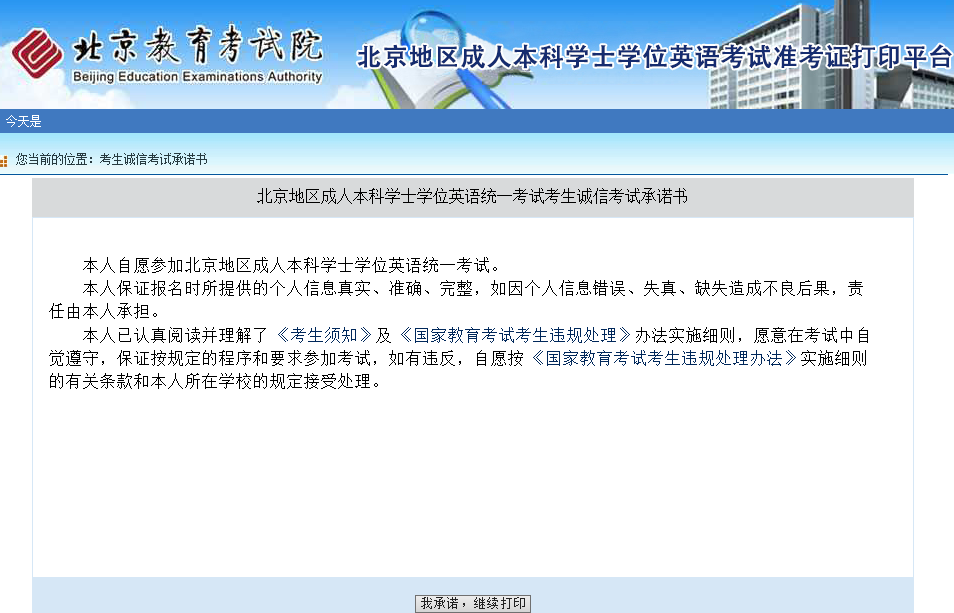 北京教育考试院
Beijing Education Examinations Authority
北京地区成人本科学士学位英语考试准考证打印平台
今天是
您当前的位置：考生诚信考试承诺书
北京地区成人本科学士学位英语统一考试考生诚信考试承诺书
本人自愿参加北京地区成人本科学士学位英语统一考试。
本人保证报名时所提供的个人信息真实、准确、完整，如因个人信息错误、失真、缺失造成不良后果，责
任由本人承担。
本人已认真阅读并理解了《考生须知》及《国家教育考试考生违规处理》办法实施细则，愿意在考试中自
觉遵守，保证按规定的程序和要求参加考试，如有违反，自愿按《国家教育考试考生违规处理办法》实施细则
的有关条款和本人所在学校的规定接受处理。
我承诺，继续打印